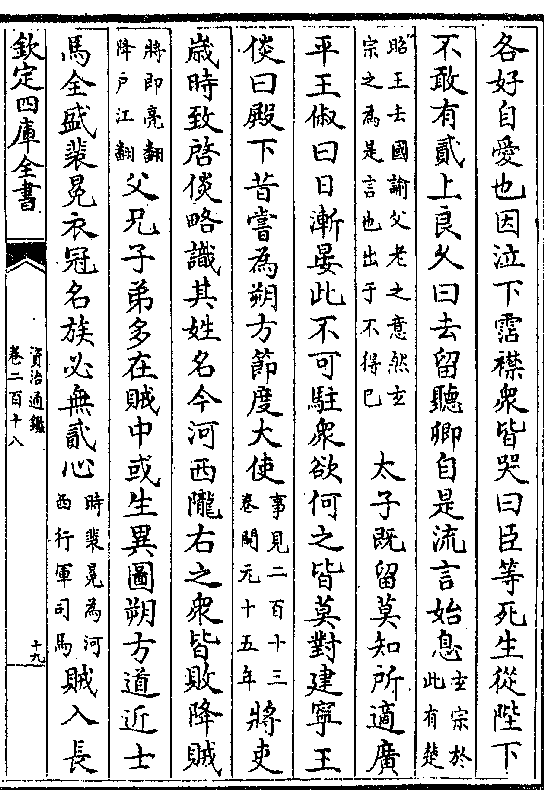 各好自愛也因泣下霑襟衆皆哭曰臣等死生從陛下
不敢有貳上良久曰去留聽卿自是流言始息玄宗於此有楚
昭王去國諭父老之意然玄宗之為是言也出于不得已 太子既留莫知所適廣
平王俶曰日漸晏此不可駐衆欲何之皆莫對建寧王
倓曰殿下昔嘗為朔方節度大使事見二百十三卷開元十五年將吏
歲時致啓倓略識其姓名今河西隴右之衆皆敗降賊
將即亮翻降户江翻父兄子弟多在賊中或生異圖朔方道近士
馬全盛裴冕衣冠名族必無貳心時裴冕為河西行軍司馬賊入長
欽定四庫全書
資治通鑑
卷二百十八
十九